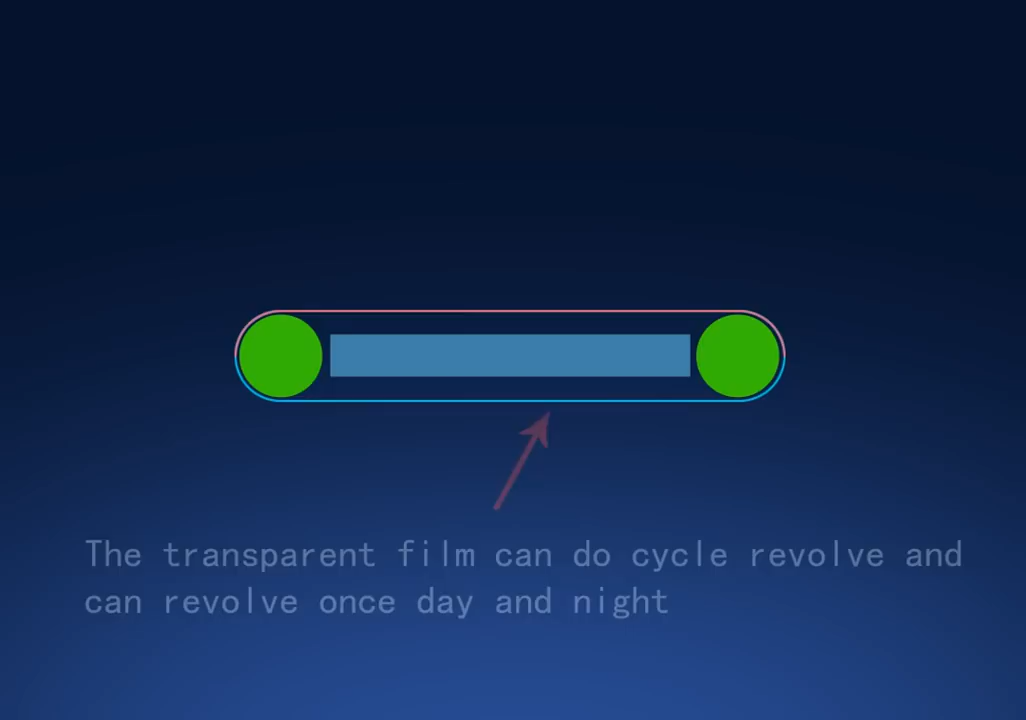 The transparent film can do cycle revolve and
can revolve once day and night